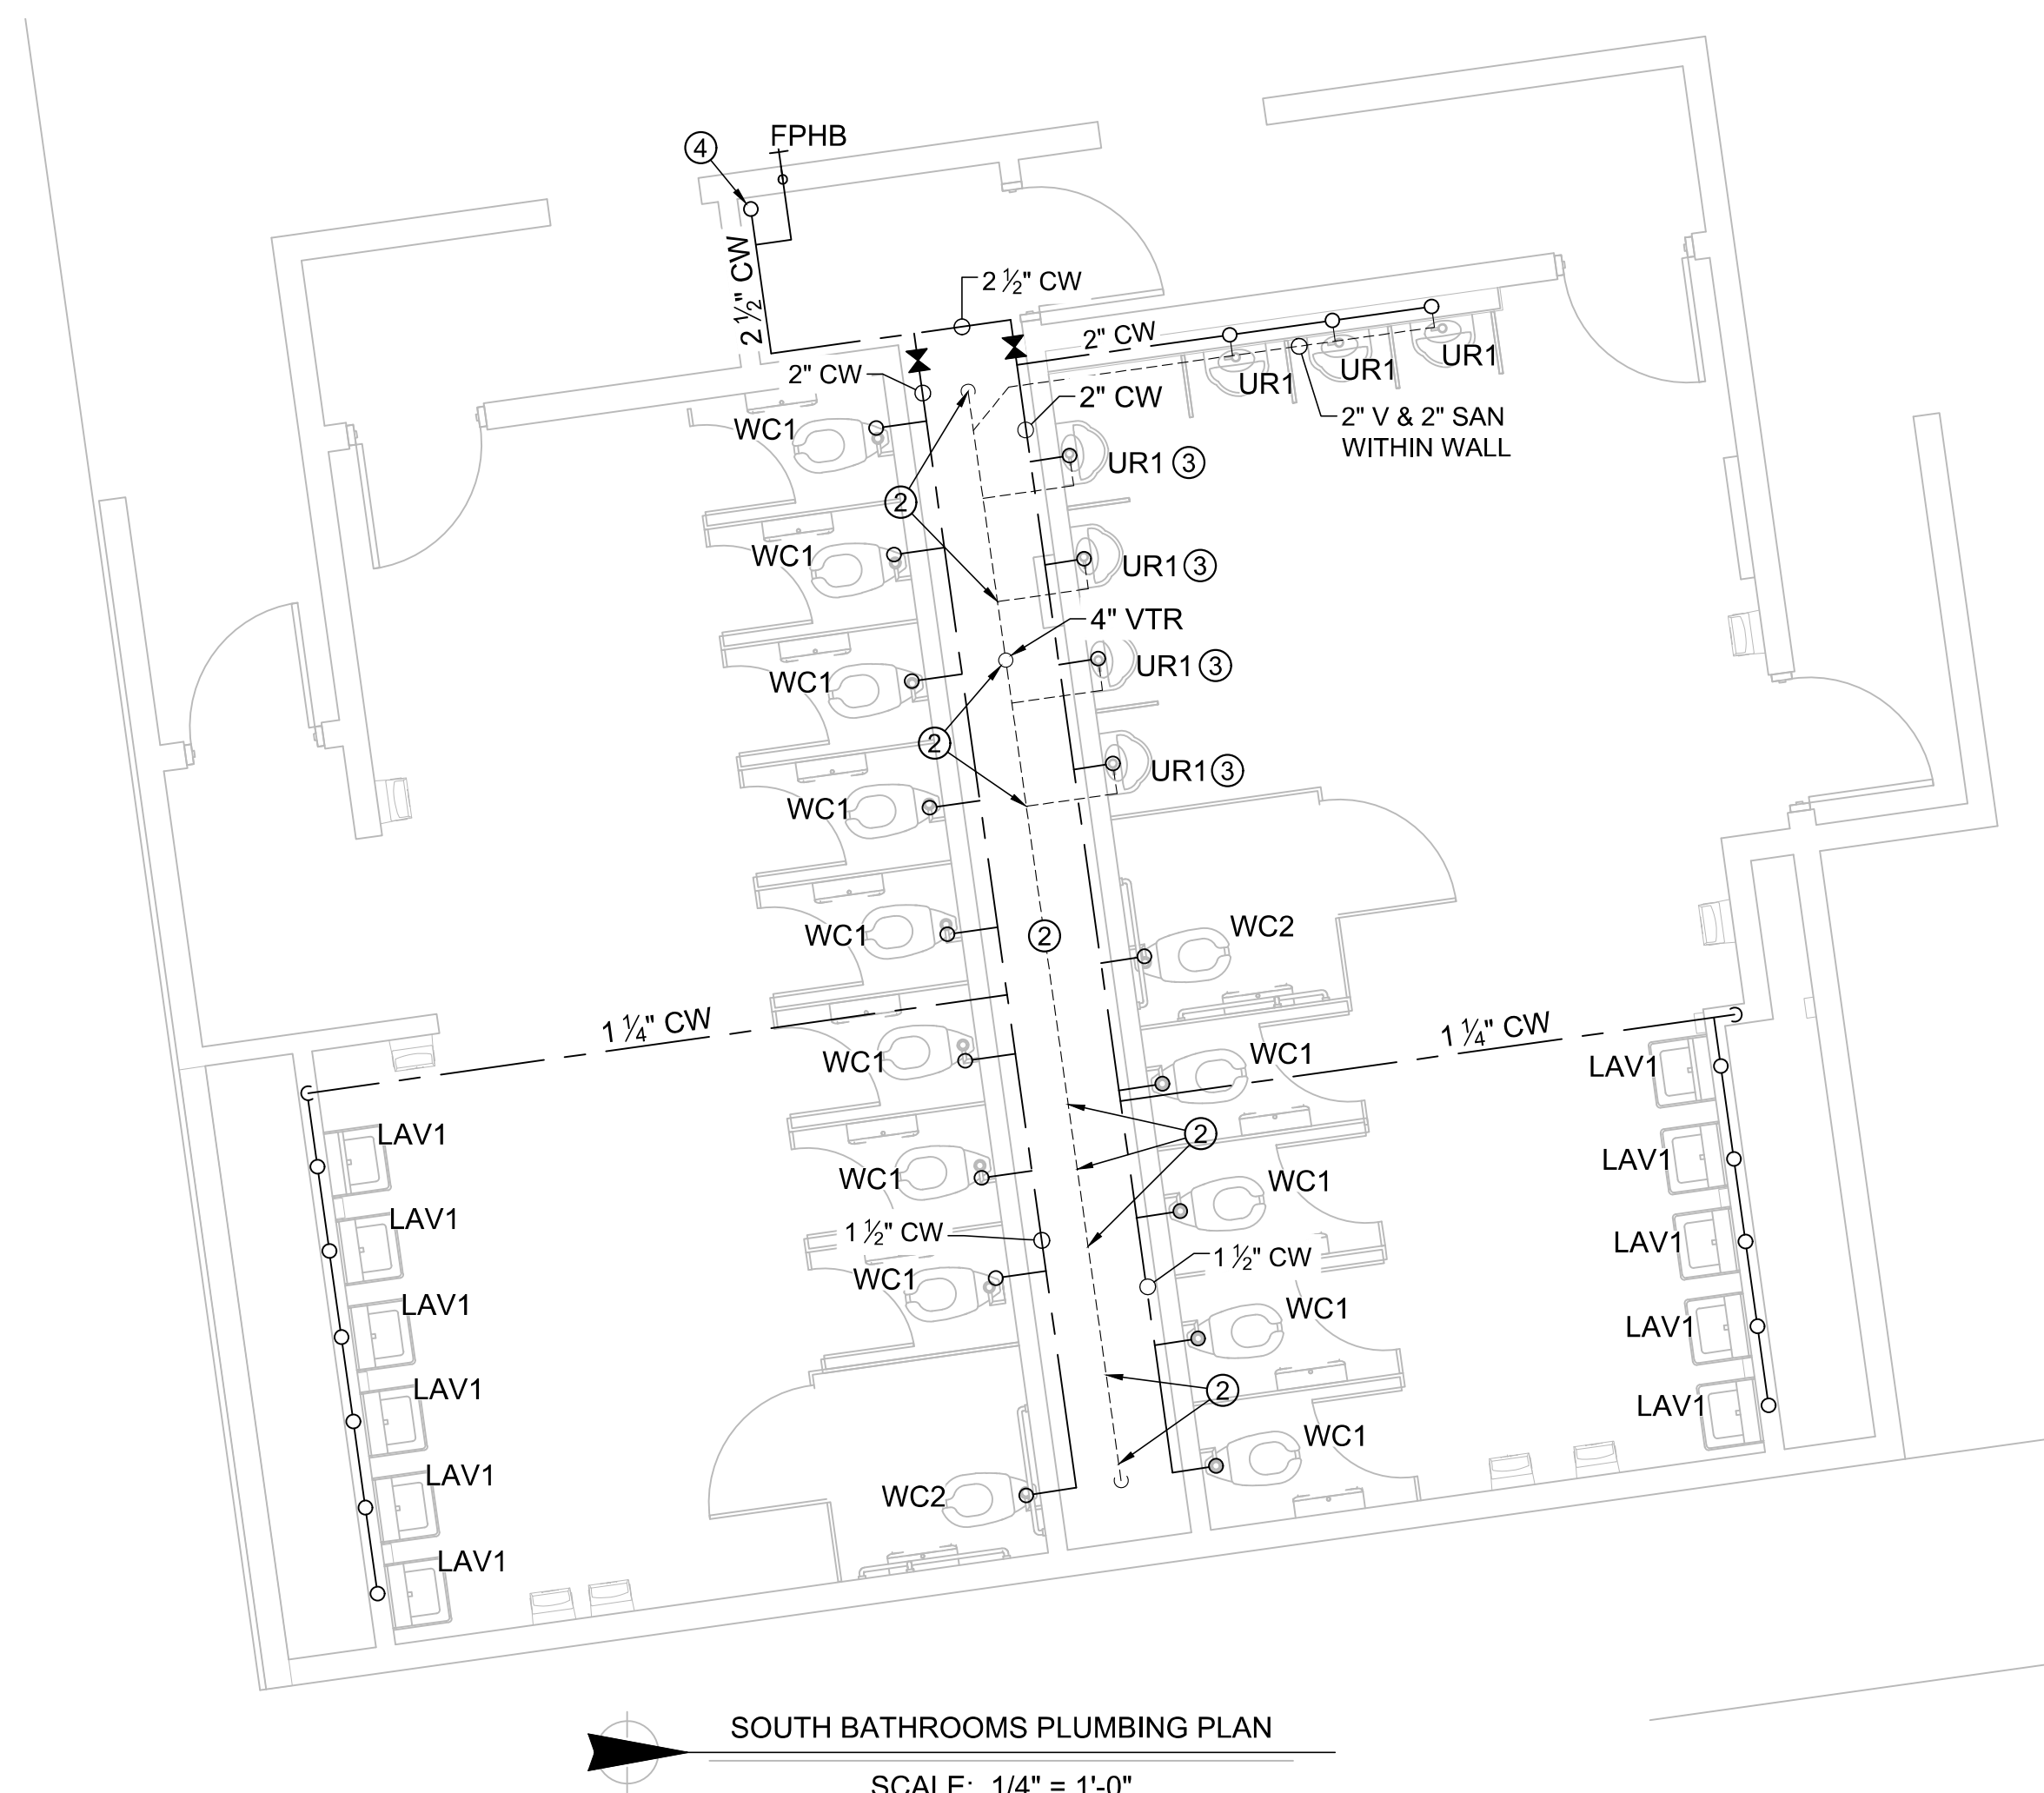 FPHB
4
2 ½" CW
2 ½" CW
2" CW
2" CW
2" CW
UR1
UR1
UR1
2" V & 2" SAN
WITHIN WALL
WC1
UR1 3
2
WC1
UR1 3
4" VTR
WC1
UR1 3
2
UR1 3
WC1
WC1
WC2
2
1 ¼" CW
1 ¼" CW
WC1
WC1
LAV1
LAV1
2
WC1
WC1
LAV1
LAV1
1 ½" CW
LAV1
1 ½" CW
WC1
LAV1
WC1
LAV1
LAV1
2
LAV1
WC1
LAV1
WC2
LAV1
SOUTH BATHROOMS PLUMBING PLAN
SCALE: 1/4" = 1'-0"